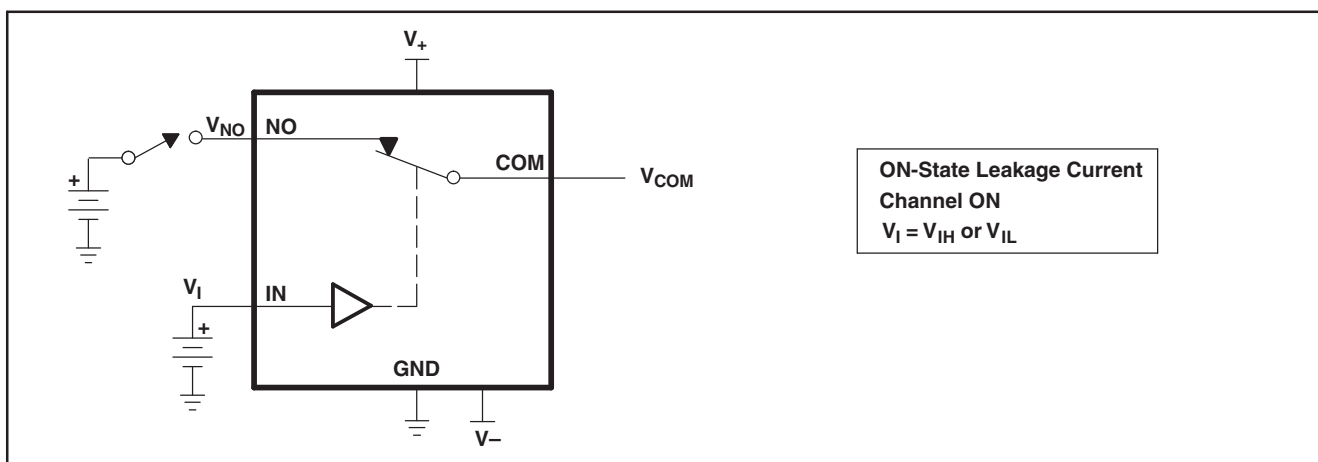 V+
VNO NO
COM
VCOM
+
VI IN
+
GND
V–
ON-State Leakage Current
Channel ON
VI = VIH or VIL